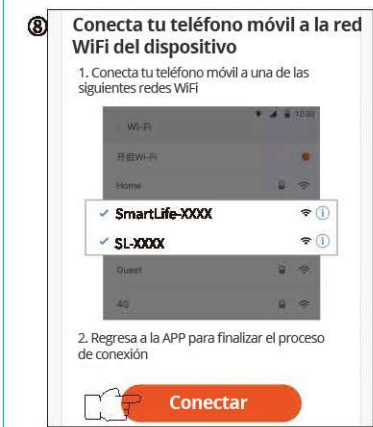 ⑧
Conecta tu teléfono móvil a la red
WiFi del dispositivo
1. Conecta tu teléfono móvil a una de las
siguientes redes WiFi
12:30
Wi-Fi
开启Wi-Fi
Home
SmartLife-XXXX
SL-XXXX
Guest
4G
2. Regresa a la APP para finalizar el proceso
de conexión
Conectar